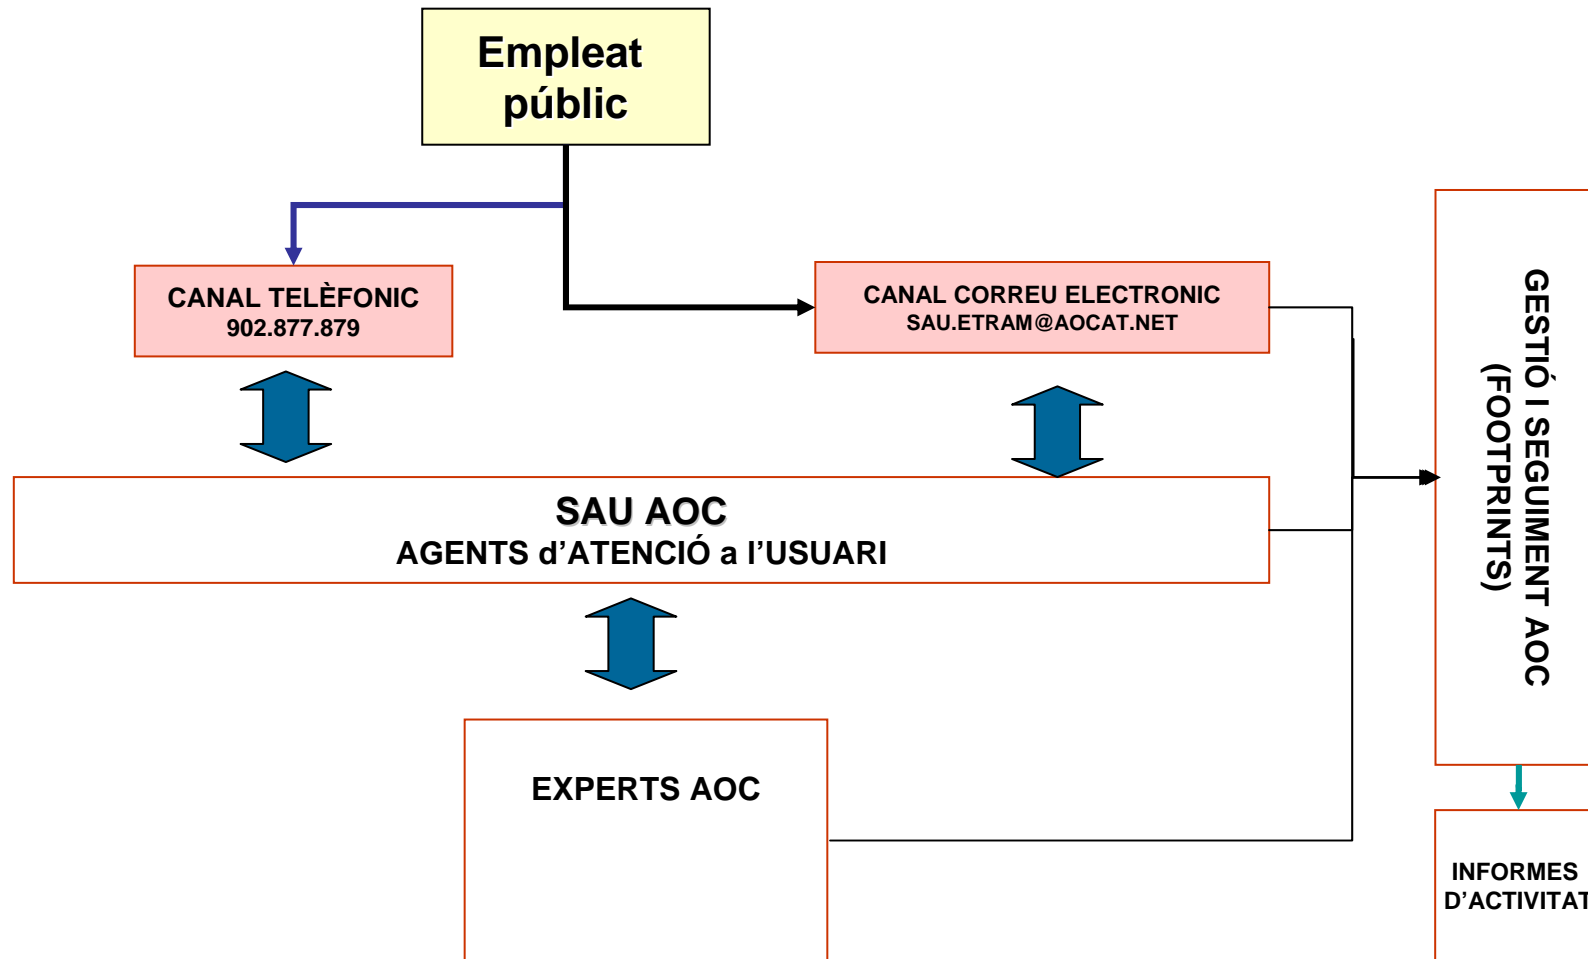 Empleat
públic
CANAL TELÈFONIC
902.877.879
CANAL CORREU ELECTRONIC
SAU.ETRAM@AOCAT.NET
GESTIÓ I SEGUIMENT AOC
(FOOTPRINTS)
SAU AOC
AGENTS d’ATENCIÓ a l’USUARI
EXPERTS AOC
INFORMES
D’ACTIVITAT